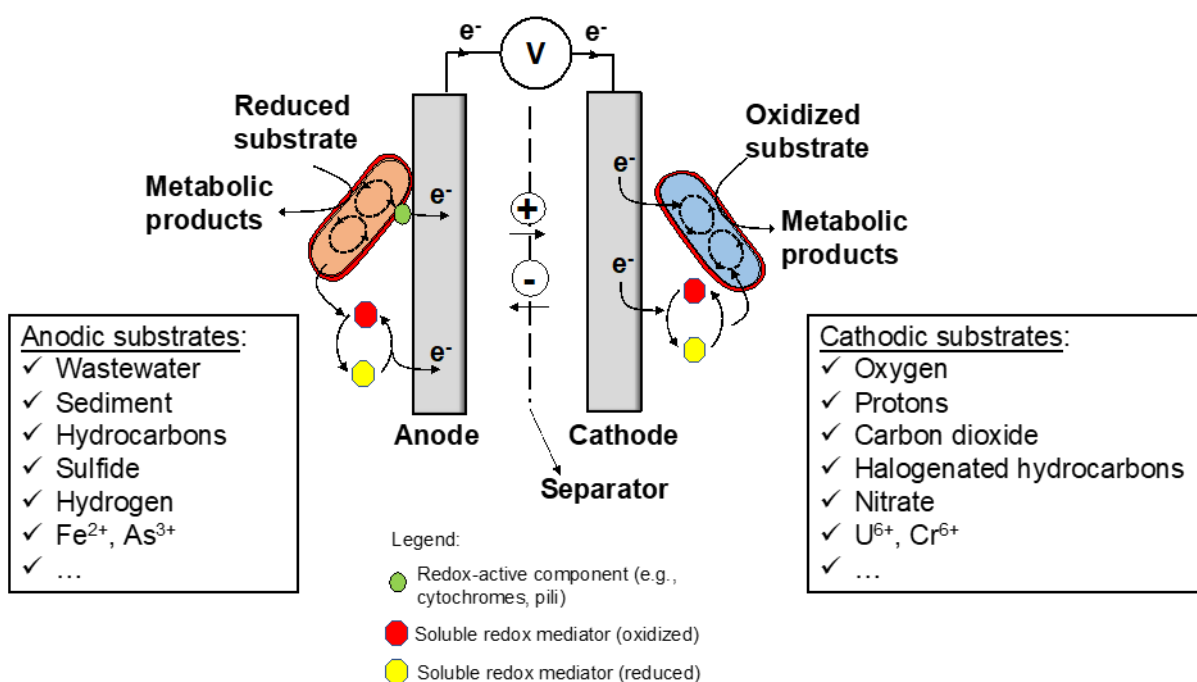 e-
V
e-
Reduced
substrate
Metabolic
products
e-
e-
+
-
e-
e-
Oxidized
substrate
Metabolic
products
Anode
Cathode
Separator
Anodic substrates:
✓ Wastewater
✓ Sediment
✓ Hydrocarbons
✓ Sulfide
✓ Hydrogen
✓ Fe²⁺, As³⁺
✓ …
Cathodic substrates:
✓ Oxygen
✓ Protons
✓ Carbon dioxide
✓ Halogenated hydrocarbons
✓ Nitrate
✓ U⁶⁺, Cr⁶⁺
✓ …
Legend:
Redox-active component (e.g.,
cytochromes, pili)
Soluble redox mediator (oxidized)
Soluble redox mediator (reduced)